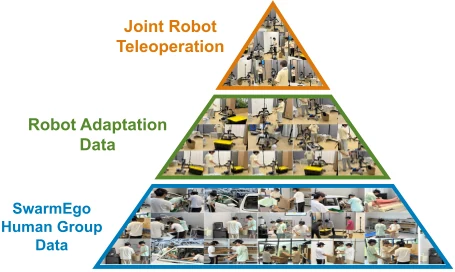 Joint Robot
Teleoperation
Robot Adaptation
Data
SwarmEgo
Human Group
Data